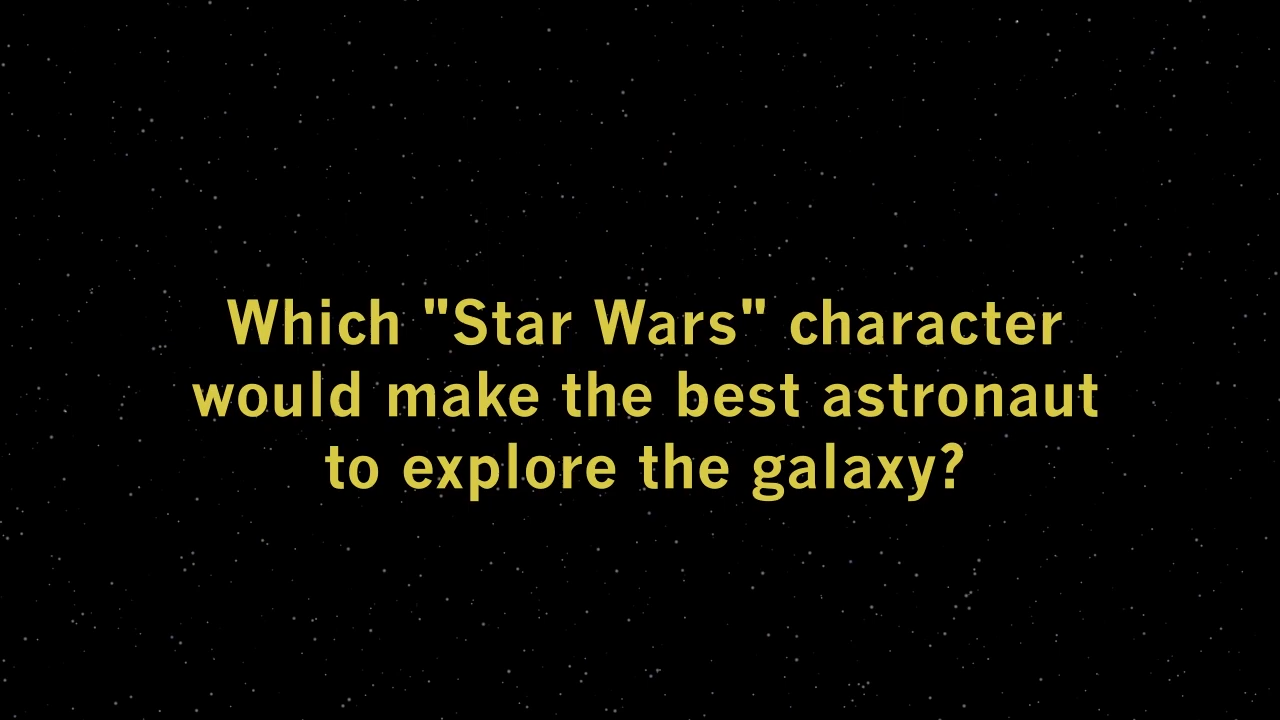 Which "Star Wars" character
would make the best astronaut
to explore the galaxy?